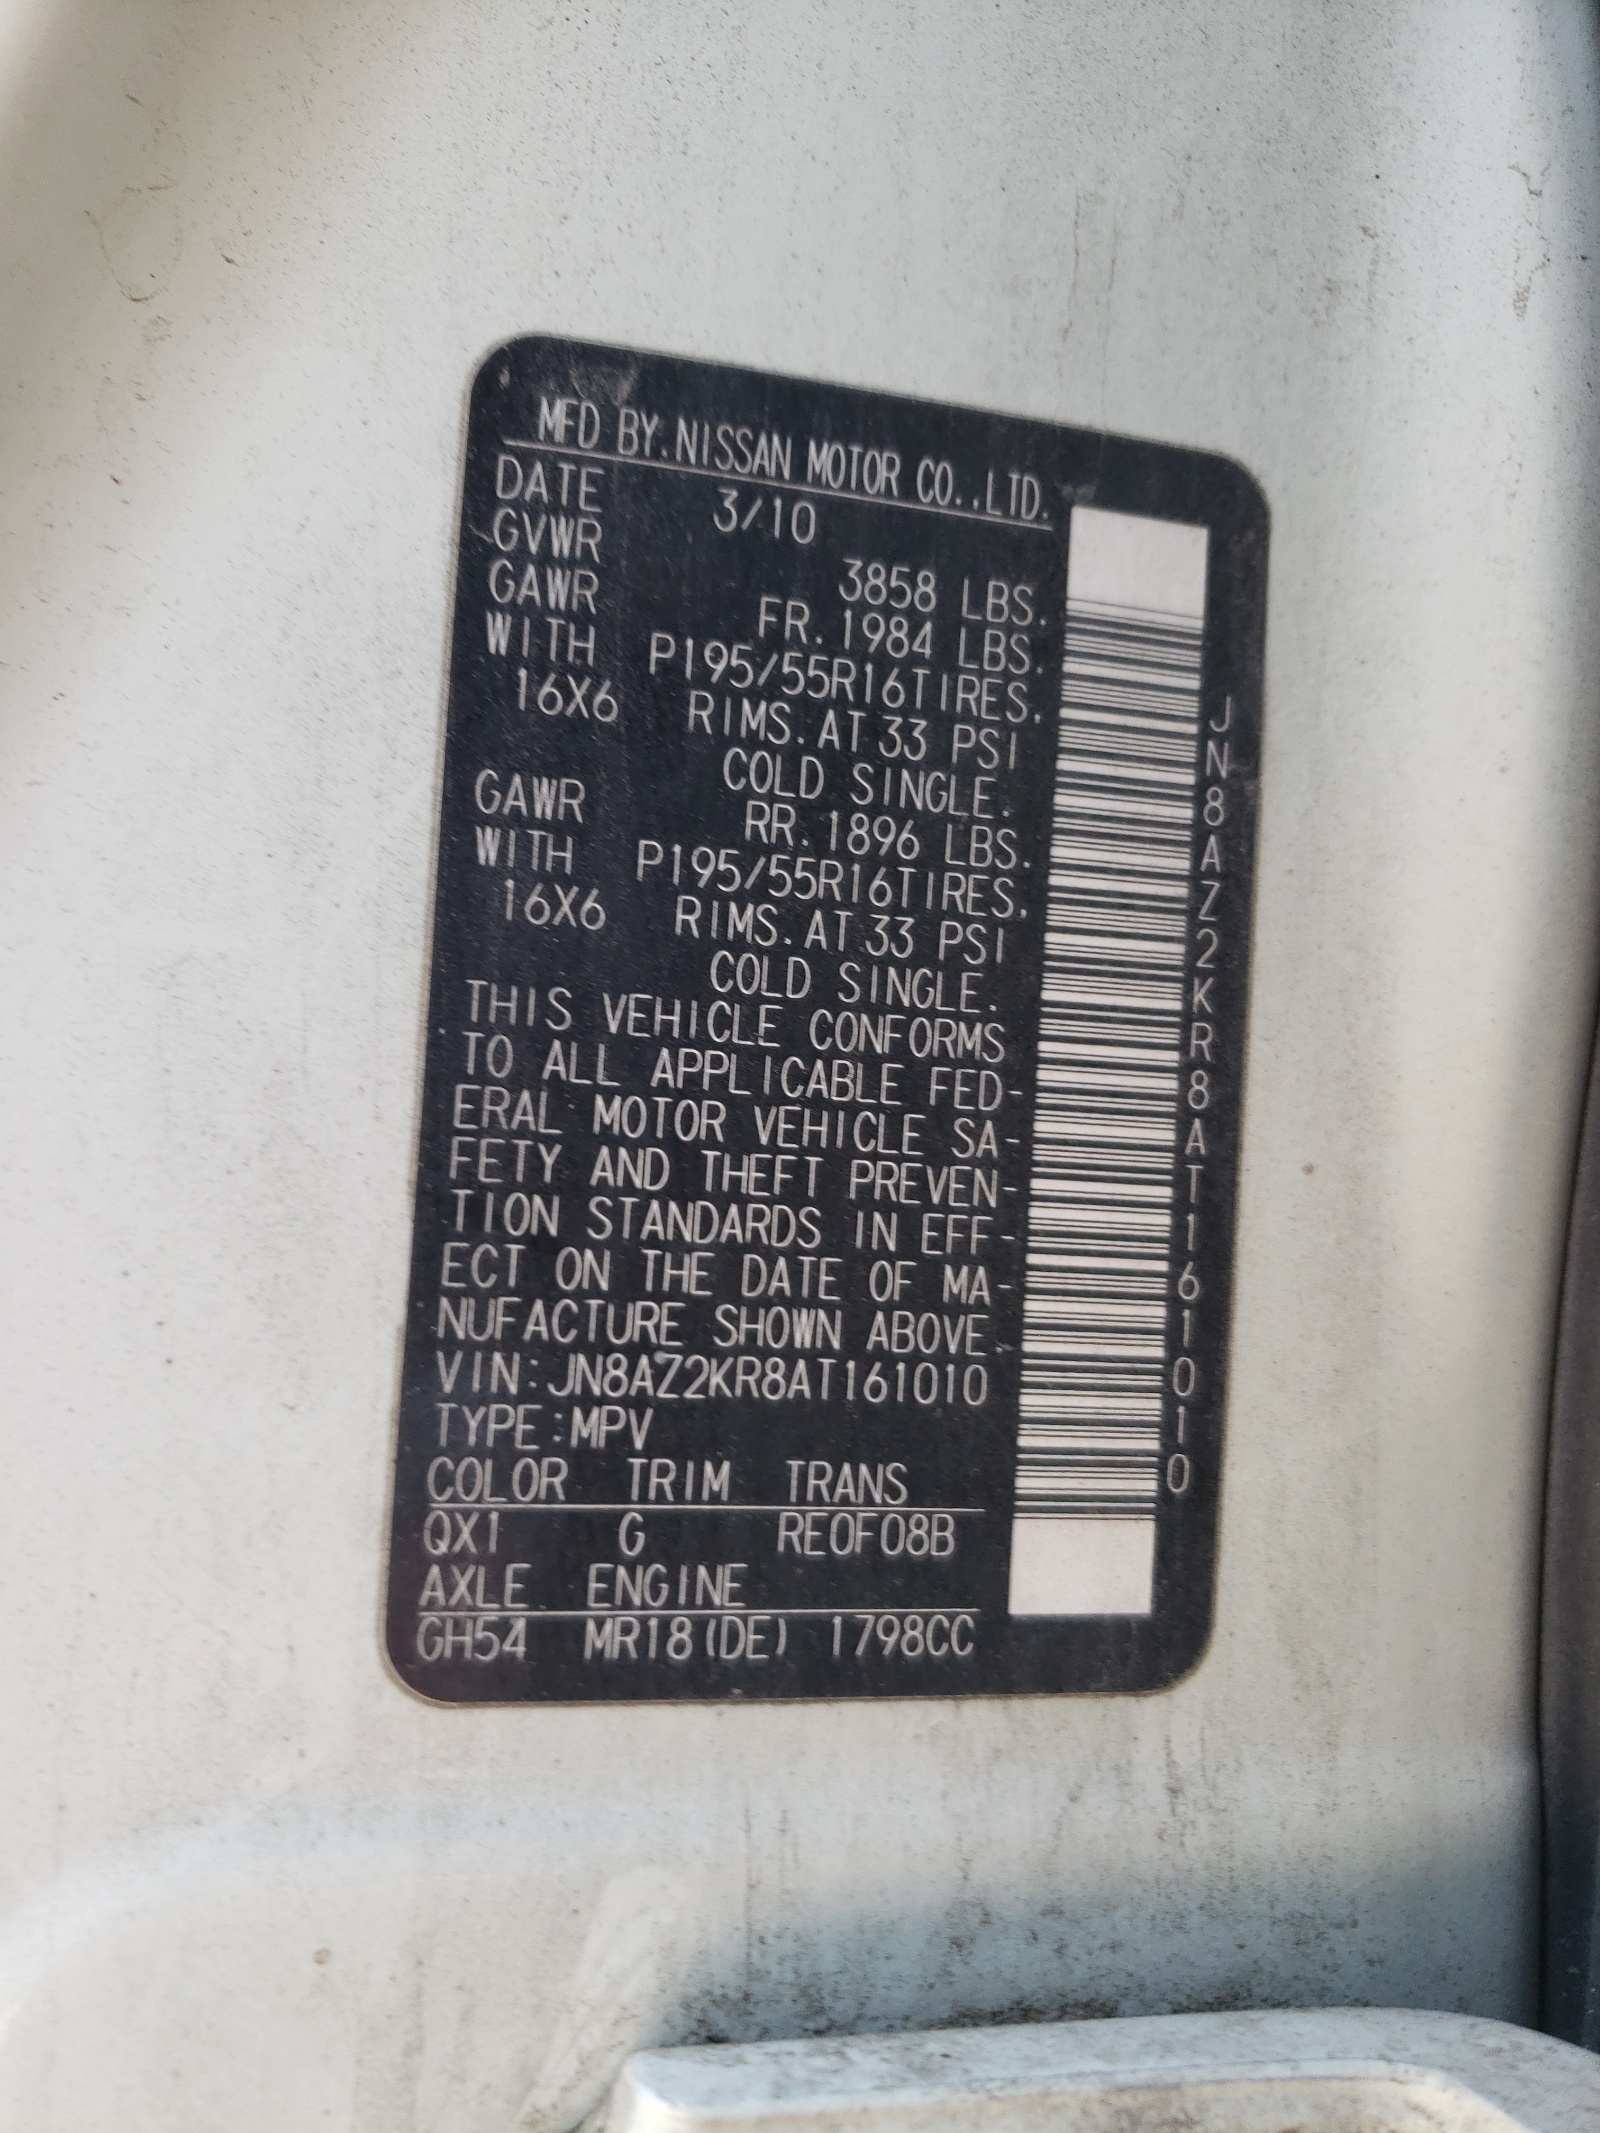 MFD BY.NISSAN MOTOR CO.,LTD.
DATE 3/10
GVWR 3858 LBS.
GAWR FR. 1984 LBS.
WITH P195/55R16TIRES.
16X6 RIMS. AT 33 PSI
COLD SINGLE.
GAWR RR. 1896 LBS.
WITH P195/55R16TIRES.
16X6 RIMS. AT 33 PSI
COLD SINGLE.
THIS VEHICLE CONFORMS
TO ALL APPLICABLE FED-
ERAL MOTOR VEHICLE SA-
FETY AND THEFT PREVEN-
TION STANDARDS IN EFF-
ECT ON THE DATE OF MA-
NUFACTURE SHOWN ABOVE.
VIN:JN8AZ2KR8AT161010
TYPE:MPV
COLOR TRIM TRANS
QX1 G RE0F08B
AXLE ENGINE
GH54 MR18(DE) 1798CC
JN8AZ2KR8AT161010